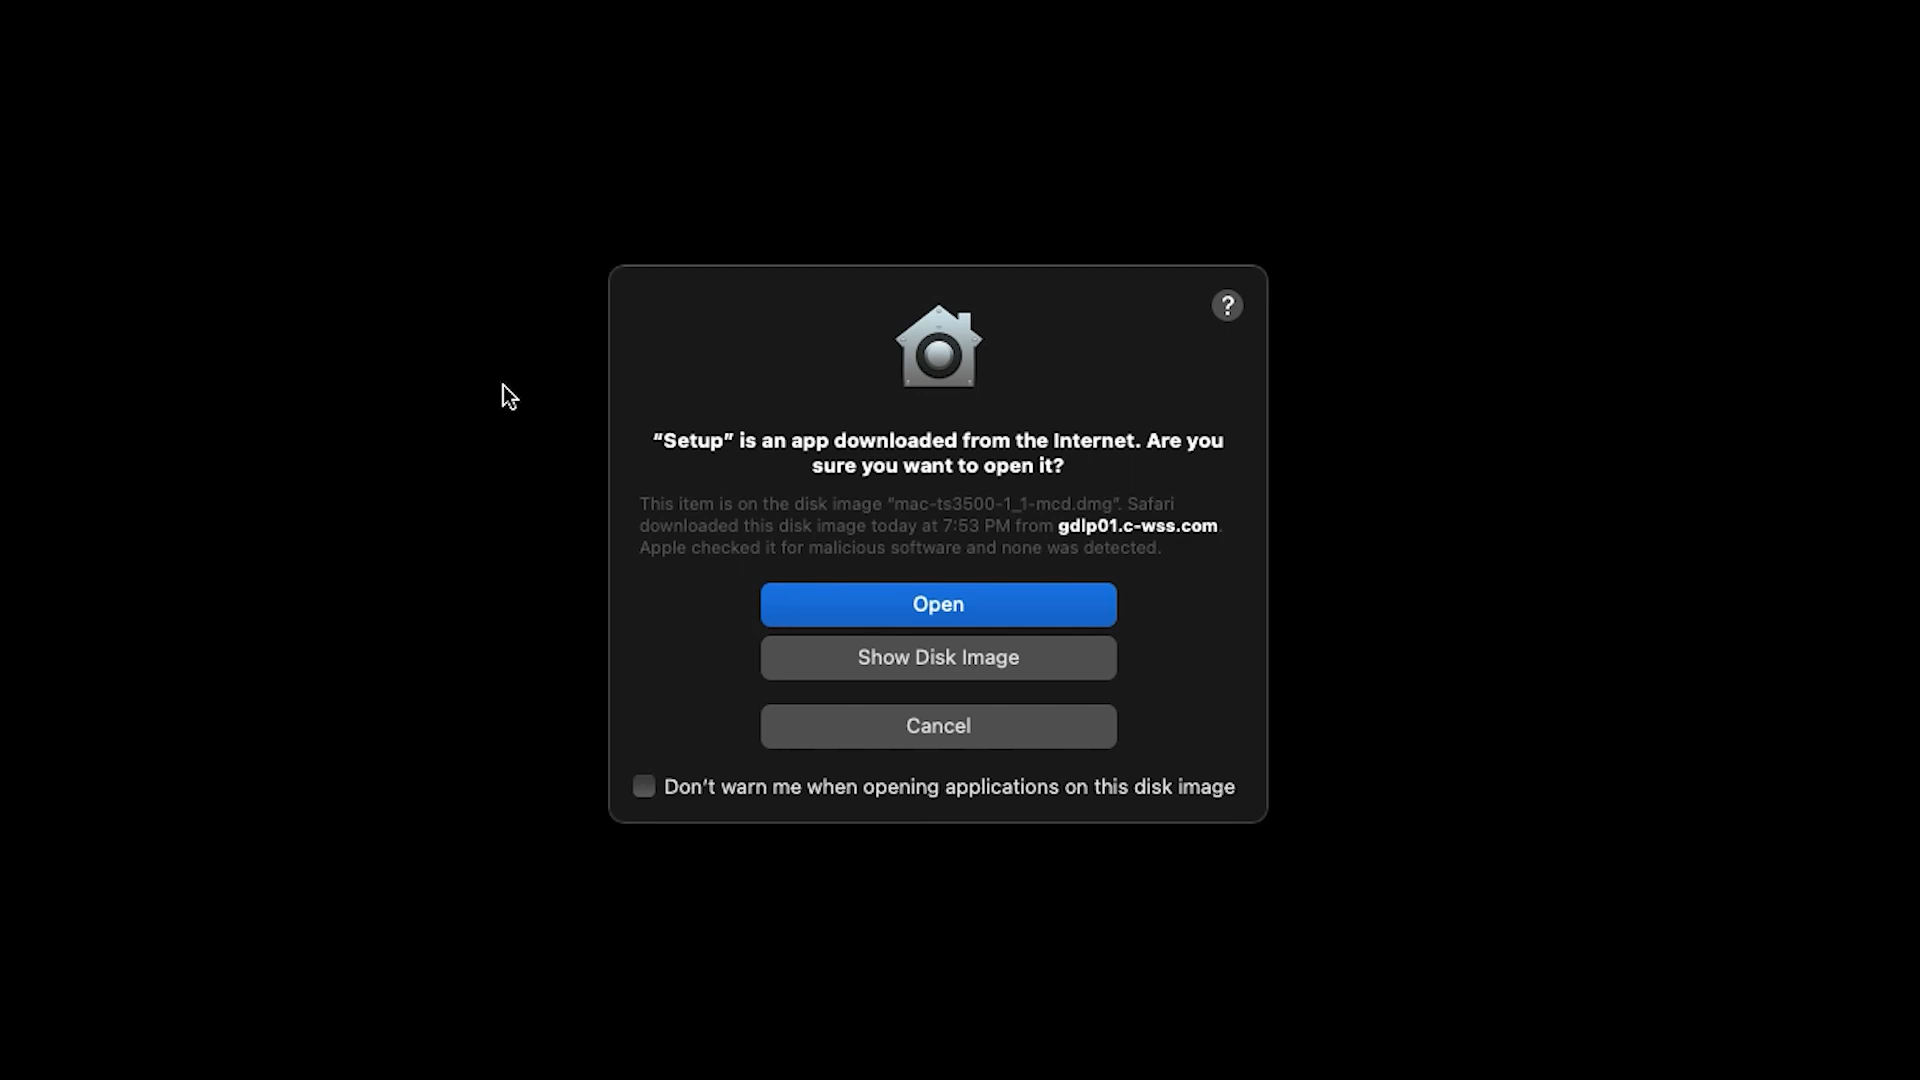 ?
“Setup” is an app downloaded from the Internet. Are you
sure you want to open it?
This item is on the disk image “mac-ts3500-1_1-mcd.dmg”. Safari
downloaded this disk image today at 7:53 PM from gdlp01.c-wss.com.
Apple checked it for malicious software and none was detected.
Open
Show Disk Image
Cancel
Don’t warn me when opening applications on this disk image